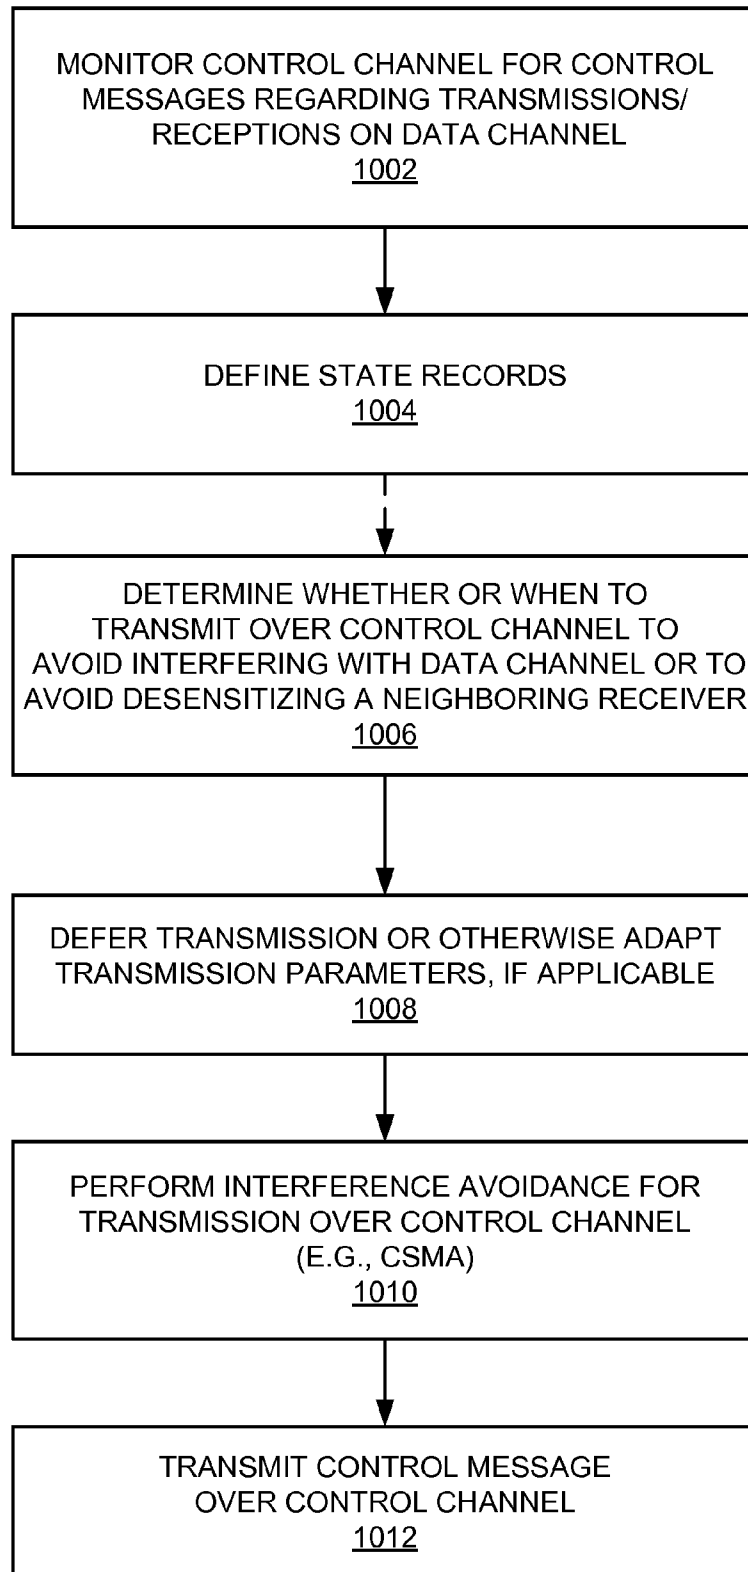 MONITOR CONTROL CHANNEL FOR CONTROL
MESSAGES REGARDING TRANSMISSIONS/
RECEPTIONS ON DATA CHANNEL
1002
DEFINE STATE RECORDS
1004
DETERMINE WHETHER OR WHEN TO
TRANSMIT OVER CONTROL CHANNEL TO
AVOID INTERFERING WITH DATA CHANNEL OR TO
AVOID DESENSITIZING A NEIGHBORING RECEIVER
1006
DEFER TRANSMISSION OR OTHERWISE ADAPT
TRANSMISSION PARAMETERS, IF APPLICABLE
1008
PERFORM INTERFERENCE AVOIDANCE FOR
TRANSMISSION OVER CONTROL CHANNEL
(E.G., CSMA)
1010
TRANSMIT CONTROL MESSAGE
OVER CONTROL CHANNEL
1012